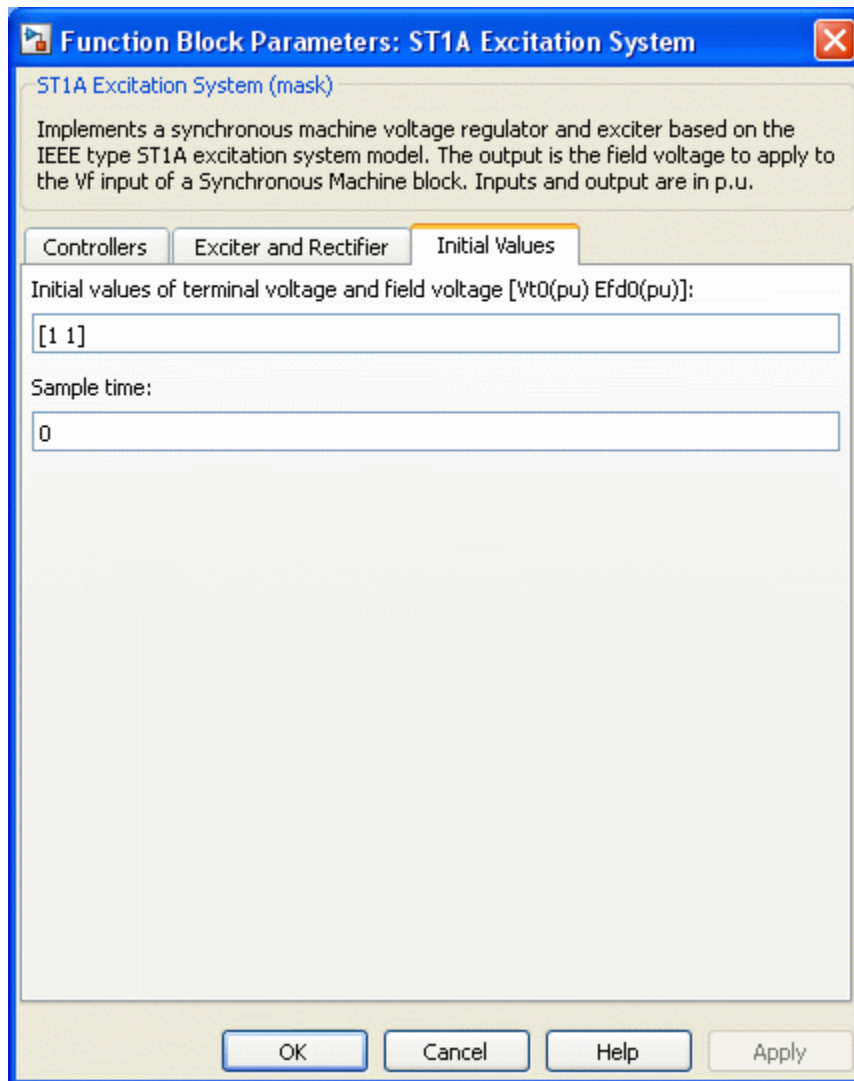 Function Block Parameters: ST1A Excitation System
ST1A Excitation System (mask)
Implements a synchronous machine voltage regulator and exciter based on the
IEEE type ST1A excitation system model. The output is the field voltage to apply to
the Vf input of a Synchronous Machine block. Inputs and output are in p.u.
Controllers Exciter and Rectifier Initial Values
Initial values of terminal voltage and field voltage [Vt0(pu) Efd0(pu)]:
[1 1]
Sample time:
0
OK Cancel Help Apply